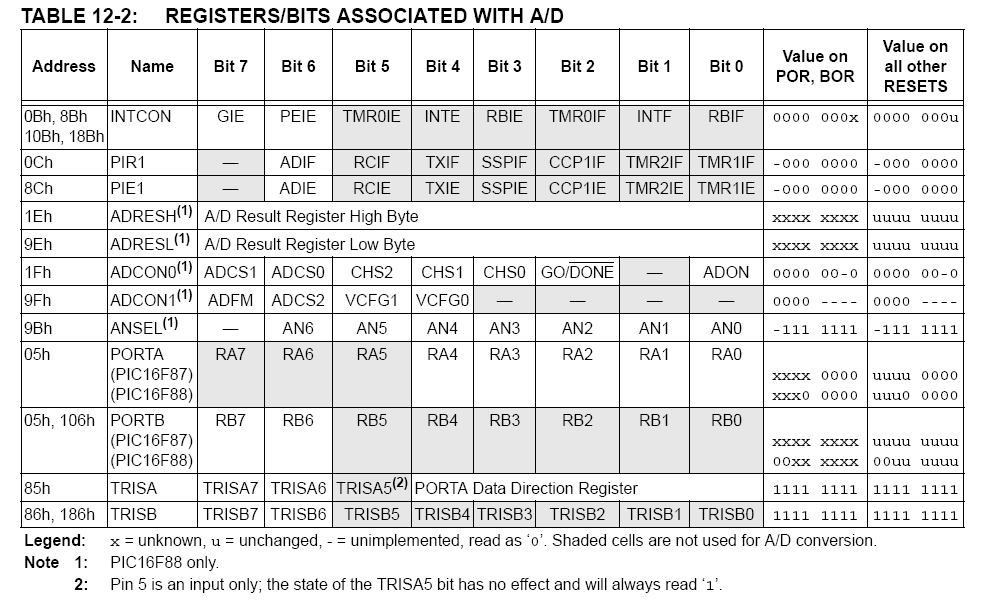 TABLE 12-2: REGISTERS/BITS ASSOCIATED WITH A/D
Address Name Bit 7 Bit 6 Bit 5 Bit 4 Bit 3 Bit 2 Bit 1 Bit 0 Value on POR, BOR Value on all other RESETS
0Bh, 8Bh INTCON GIE PEIE TMR0IE INTE RBIE TMR0IF INTF RBIF 0000 000x 0000 000u
10Bh, 18Bh
0Ch PIR1 — ADIF RCIF TXIF SSPIF CCP1IF TMR2IF TMR1IF -000 0000 -000 0000
8Ch PIE1 — ADIE RCIE TXIE SSPIE CCP1IE TMR2IE TMR1IE -000 0000 -000 0000
1Eh ADRESH(1) A/D Result Register High Byte xxxx xxxx uuuu uuuu
9Eh ADRESL(1) A/D Result Register Low Byte xxxx xxxx uuuu uuuu
1Fh ADCON0(1) ADCS1 ADCS0 CHS2 CHS1 CHS0 GO/DONE — ADON 0000 00-0 0000 00-0
9Fh ADCON1(1) ADFM ADCS2 VCFG1 VCFG0 — — — — 0000 ---- 0000 ----
9Bh ANSEL(1) — AN6 AN5 AN4 AN3 AN2 AN1 AN0 -111 1111 -111 1111
05h PORTA RA7 RA6 RA5 RA4 RA3 RA2 RA1 RA0
(PIC16F87) xxxx 0000 uuuu 0000
(PIC16F88) xxx0 0000 uuu0 0000
05h, 106h PORTB RB7 RB6 RB5 RB4 RB3 RB2 RB1 RB0
(PIC16F87) xxxx xxxx uuuu uuuu
(PIC16F88) 00xx xxxx 00uu uuuu
85h TRISA TRISA7 TRISA6 TRISA5(2) PORTA Data Direction Register 1111 1111 1111 1111
86h, 186h TRISB TRISB7 TRISB6 TRISB5 TRISB4 TRISB3 TRISB2 TRISB1 TRISB0 1111 1111 1111 1111
Legend: x = unknown, u = unchanged, - = unimplemented, read as ‘0’. Shaded cells are not used for A/D conversion.
Note 1: PIC16F88 only.
2: Pin 5 is an input only; the state of the TRISA5 bit has no effect and will always read ‘1’.